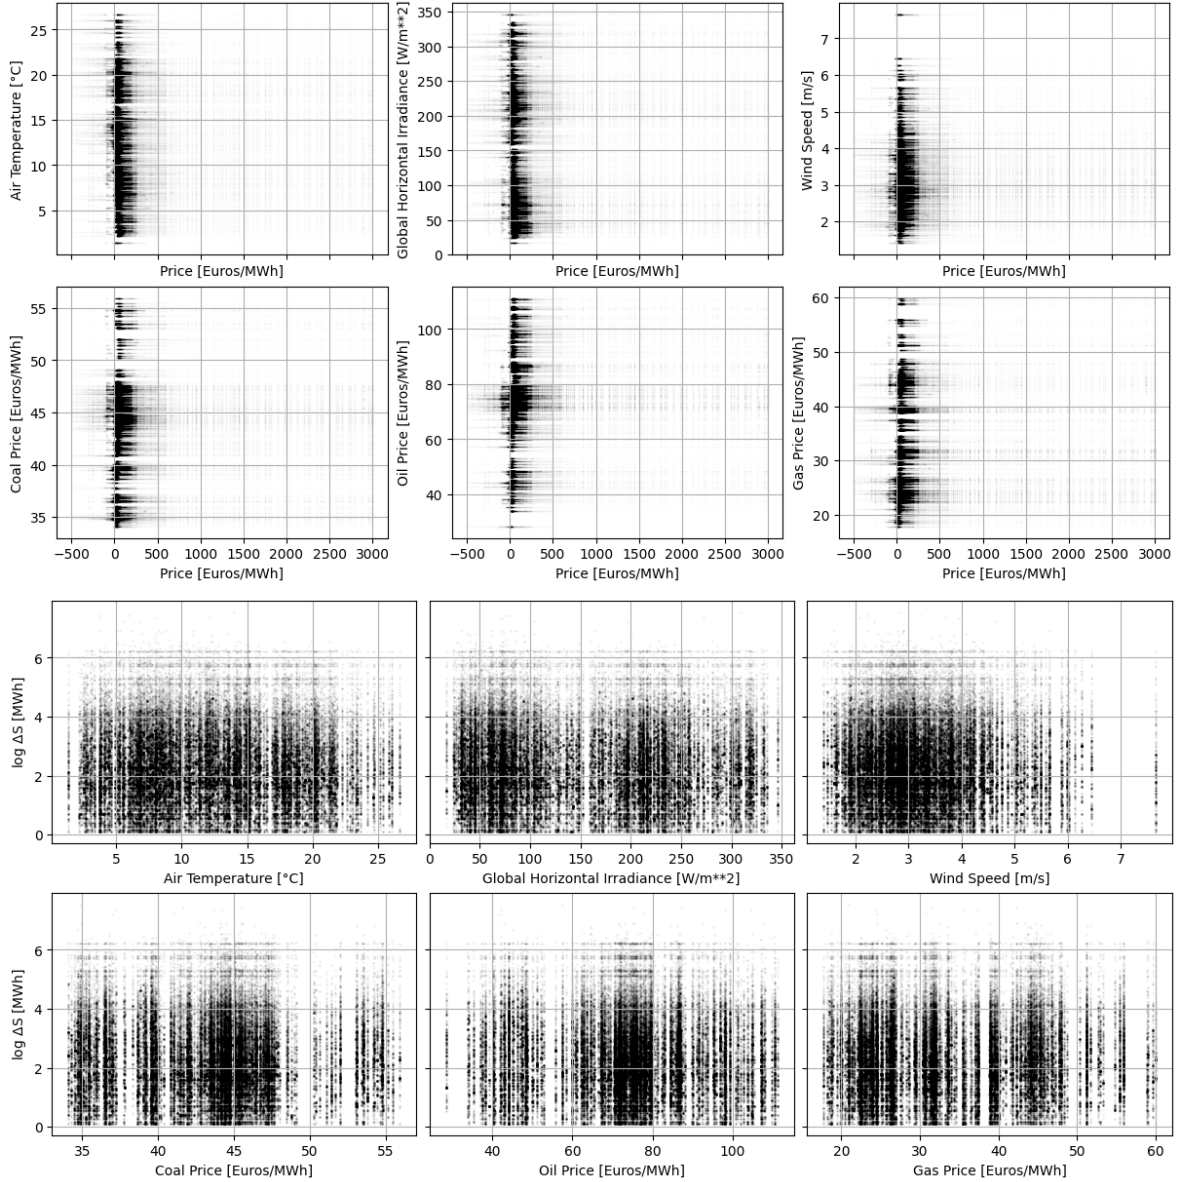 25
20
15
10
5
Air Temperature [°C]
Price [Euros/MWh]
350
300
250
200
150
100
50
0
Global Horizontal Irradiance [W/m**2]
Price [Euros/MWh]
7
6
5
4
3
2
Wind Speed [m/s]
Price [Euros/MWh]
55
50
45
40
35
Coal Price [Euros/MWh]
−500 0 500 1000 1500 2000 2500 3000
Price [Euros/MWh]
100
80
60
40
Oil Price [Euros/MWh]
−500 0 500 1000 1500 2000 2500 3000
Price [Euros/MWh]
60
50
40
30
20
Gas Price [Euros/MWh]
−500 0 500 1000 1500 2000 2500 3000
Price [Euros/MWh]
6
4
2
0
log ΔS [MWh]
5 10 15 20 25
Air Temperature [°C]
0 50 100 150 200 250 300 350
Global Horizontal Irradiance [W/m**2]
2 3 4 5 6 7
Wind Speed [m/s]
6
4
2
0
log ΔS [MWh]
35 40 45 50 55
Coal Price [Euros/MWh]
40 60 80 100
Oil Price [Euros/MWh]
20 30 40 50 60
Gas Price [Euros/MWh]